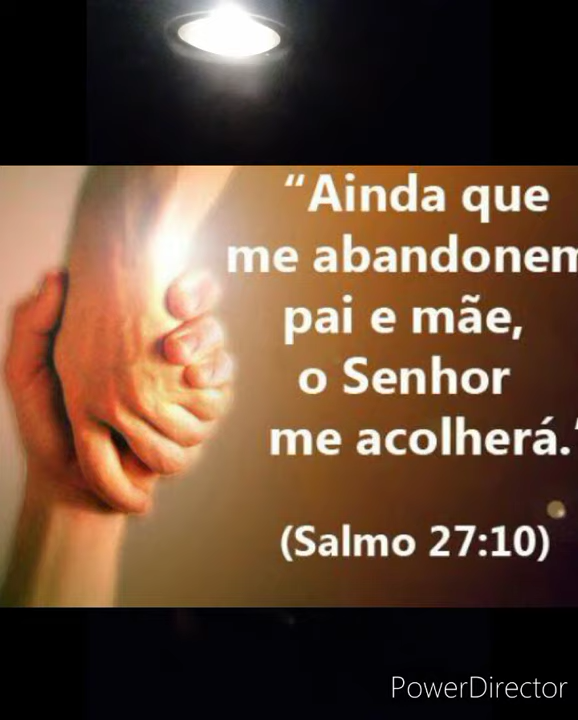 “Ainda que
me abandonem
pai e mãe,
o Senhor
me acolherá.”
(Salmo 27:10)
PowerDirector